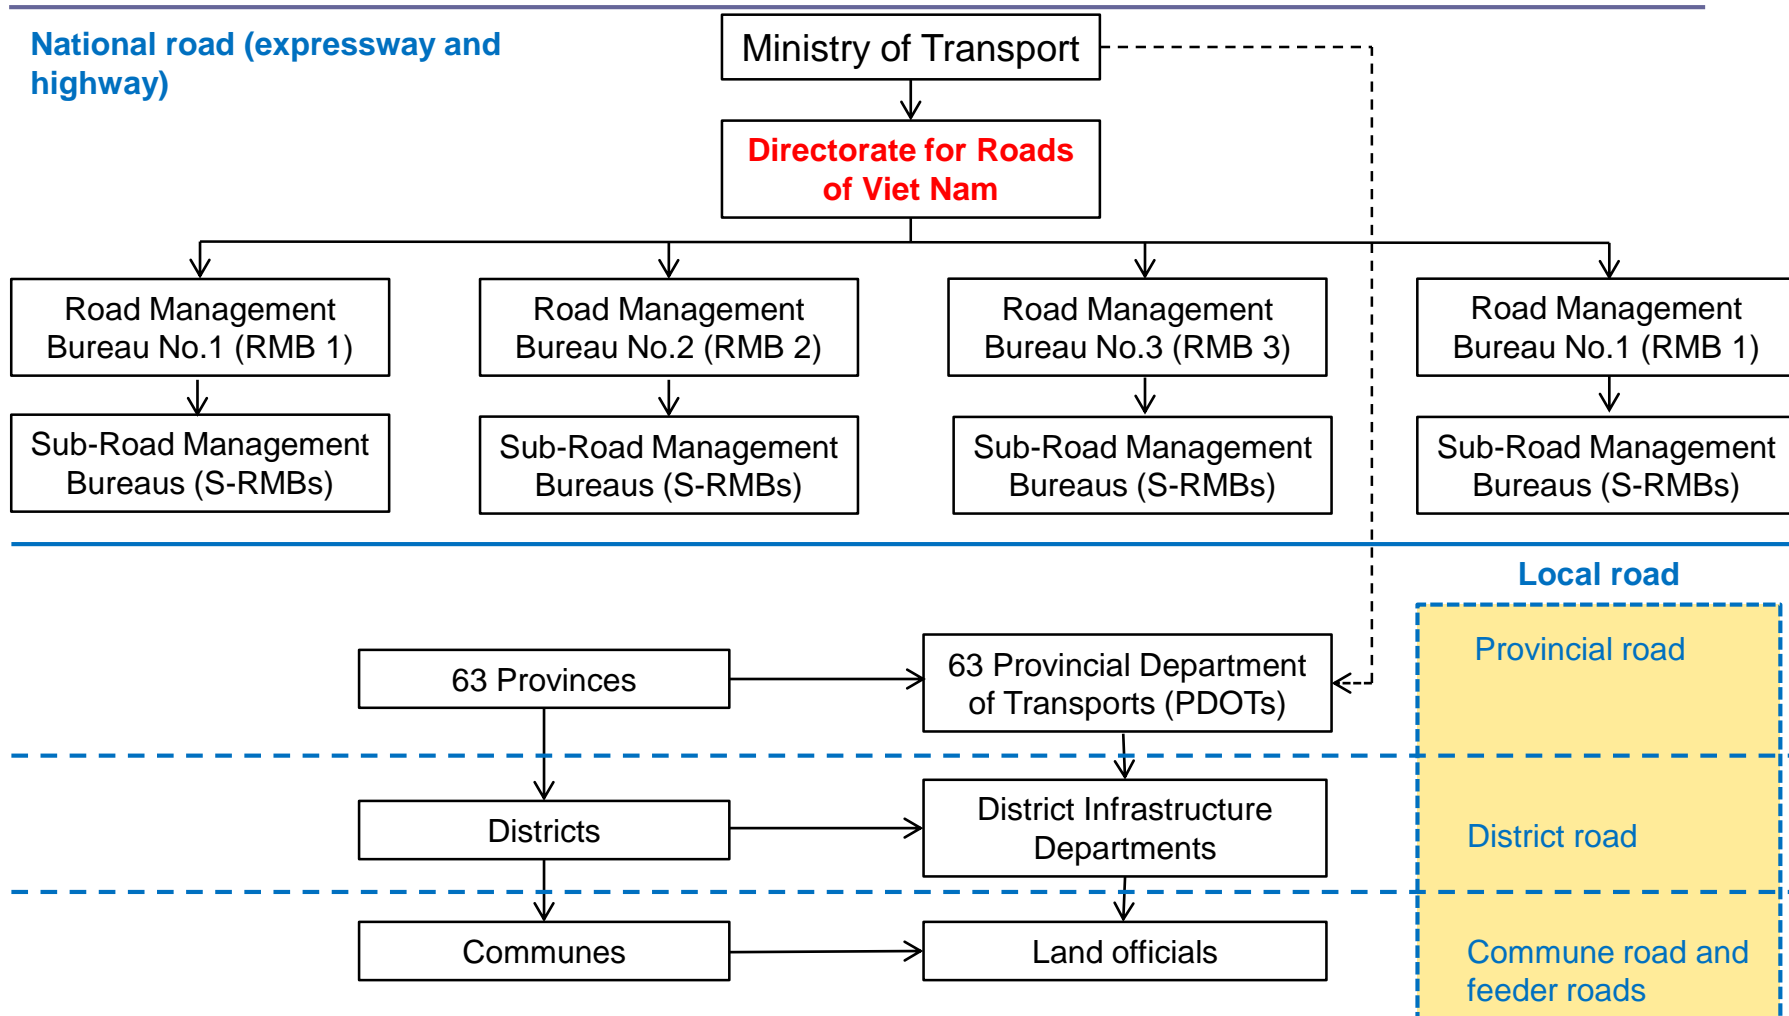 National road (expressway and
highway)
Ministry of Transport
Directorate for Roads
of Viet Nam
Road Management
Bureau No.1 (RMB 1)
Road Management
Bureau No.2 (RMB 2)
Road Management
Bureau No.3 (RMB 3)
Road Management
Bureau No.1 (RMB 1)
Sub-Road Management
Bureaus (S-RMBs)
Sub-Road Management
Bureaus (S-RMBs)
Sub-Road Management
Bureaus (S-RMBs)
Sub-Road Management
Bureaus (S-RMBs)
Local road
63 Provinces
63 Provincial Department
of Transports (PDOTs)
Provincial road
Districts
District Infrastructure
Departments
District road
Communes
Land officials
Commune road and
feeder roads